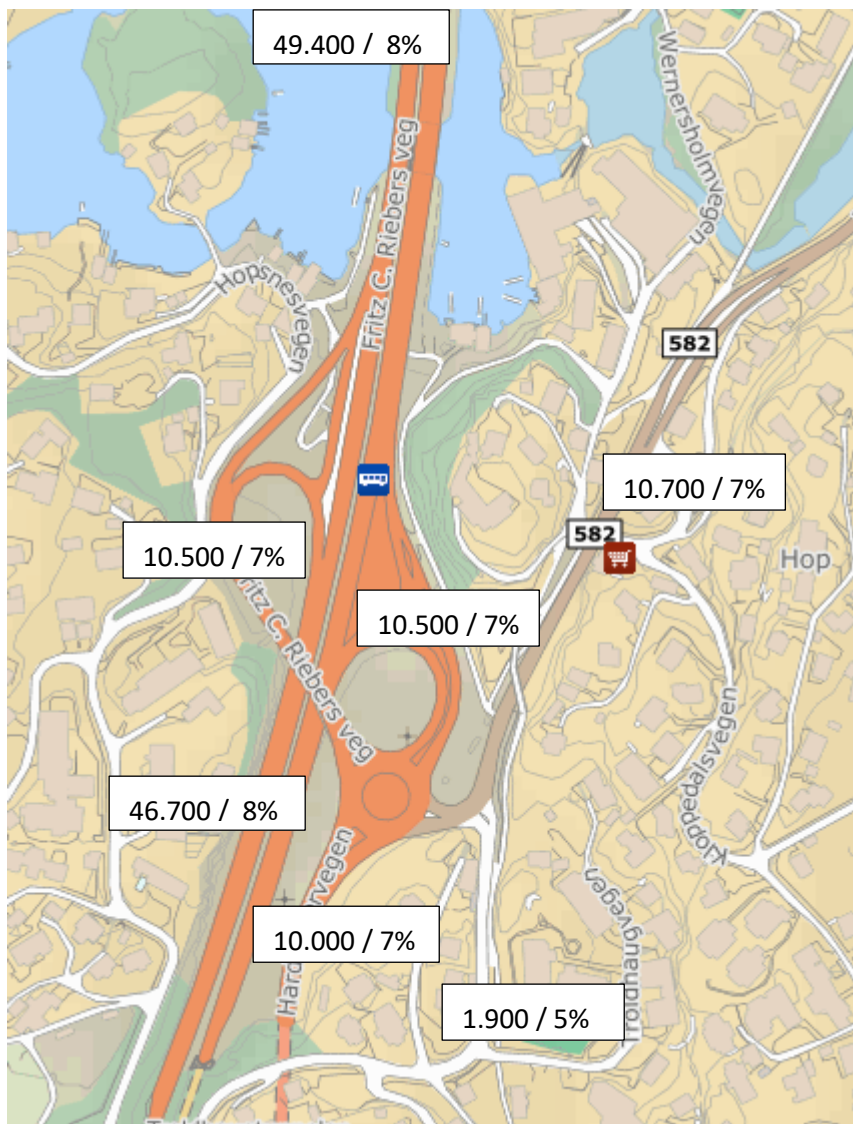 49.400 / 8%
Wernersholmvegen
Fritz C. Riebers veg
Hopsnesvegen
582
10.700 / 7%
582
Hop
10.500 / 7%
10.500 / 7%
Fritz C. Riebers veg
Kloppedalsvegen
46.700 / 8%
10.000 / 7%
1.900 / 5%